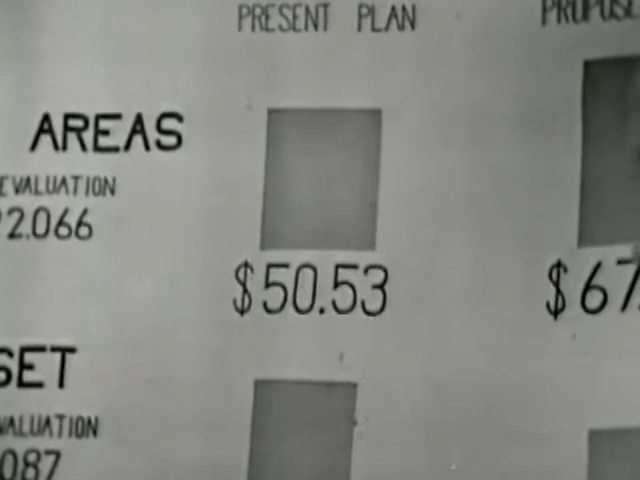 PRESENT PLAN
AREAS
EVALUATION
2.066
$50.53
$67.
SET
VALUATION
087